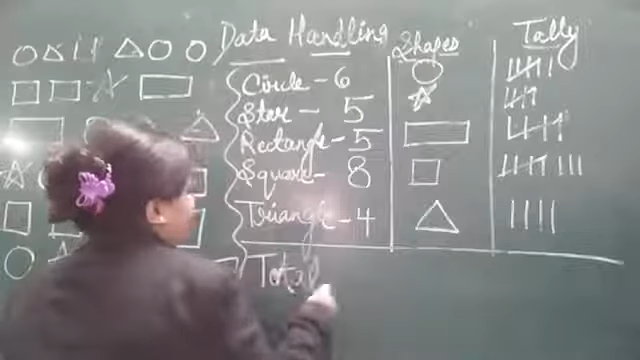 Data Handling Shapes Tally
Circle - 6
Star - 5
Rectangle - 5
Square - 8
Triangle - 4
Total